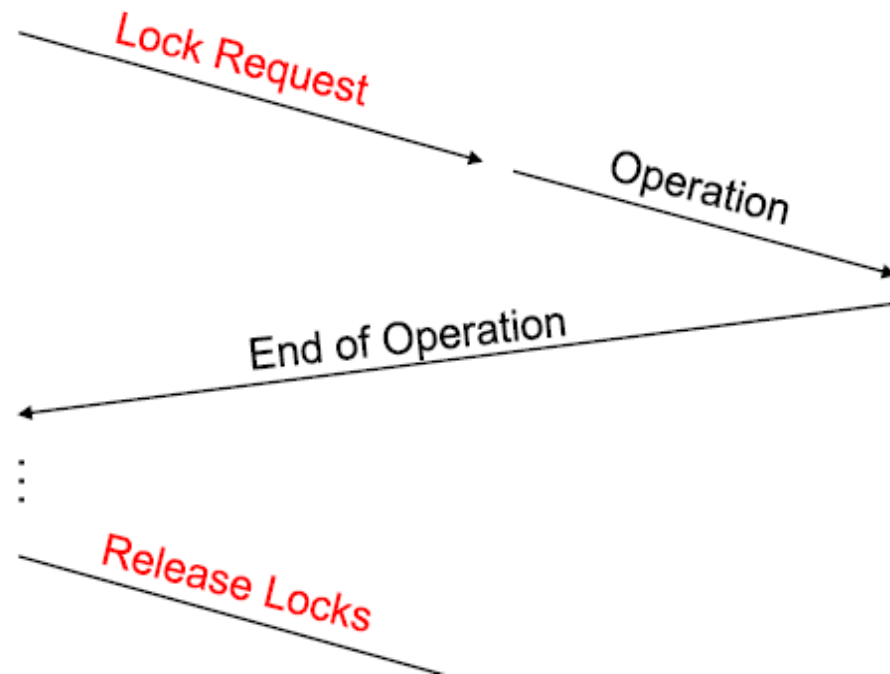 Lock Request
Operation
End of Operation
Release Locks